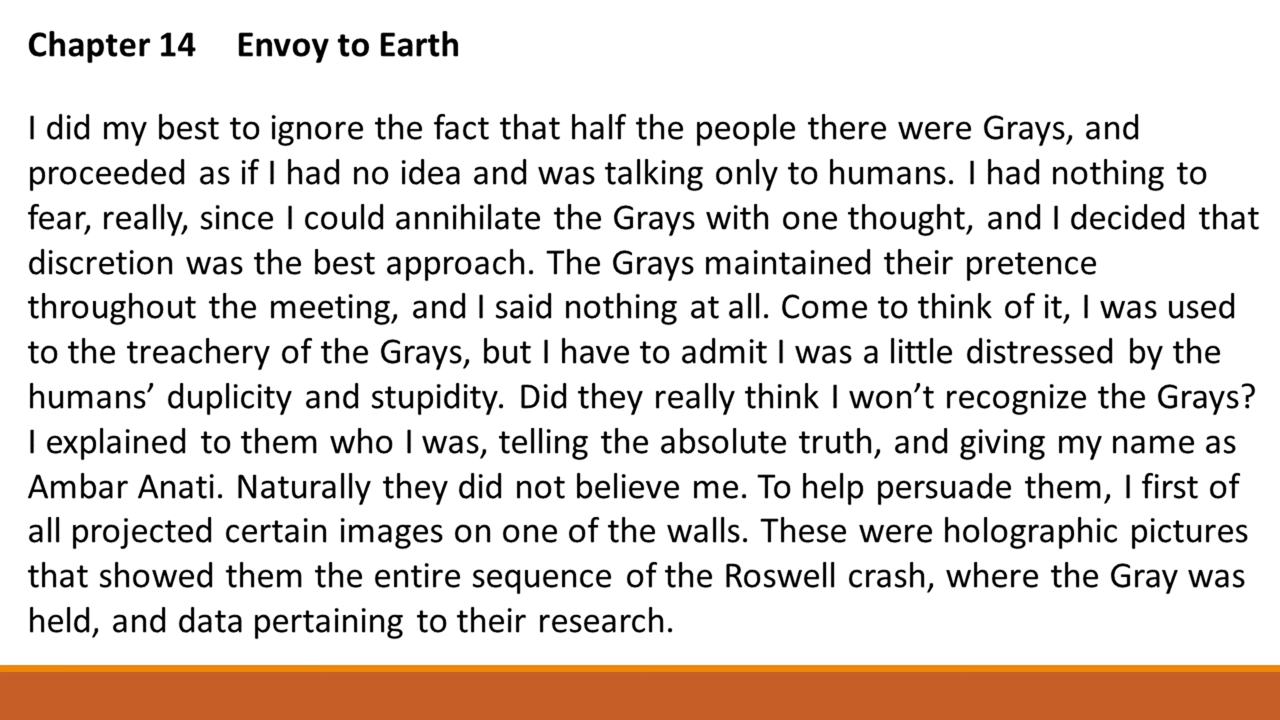 Chapter 14 Envoy to Earth
I did my best to ignore the fact that half the people there were Grays, and
proceeded as if I had no idea and was talking only to humans. I had nothing to
fear, really, since I could annihilate the Grays with one thought, and I decided that
discretion was the best approach. The Grays maintained their pretence
throughout the meeting, and I said nothing at all. Come to think of it, I was used
to the treachery of the Grays, but I have to admit I was a little distressed by the
humans’ duplicity and stupidity. Did they really think I won’t recognize the Grays?
I explained to them who I was, telling the absolute truth, and giving my name as
Ambar Anati. Naturally they did not believe me. To help persuade them, I first of
all projected certain images on one of the walls. These were holographic pictures
that showed them the entire sequence of the Roswell crash, where the Gray was
held, and data pertaining to their research.